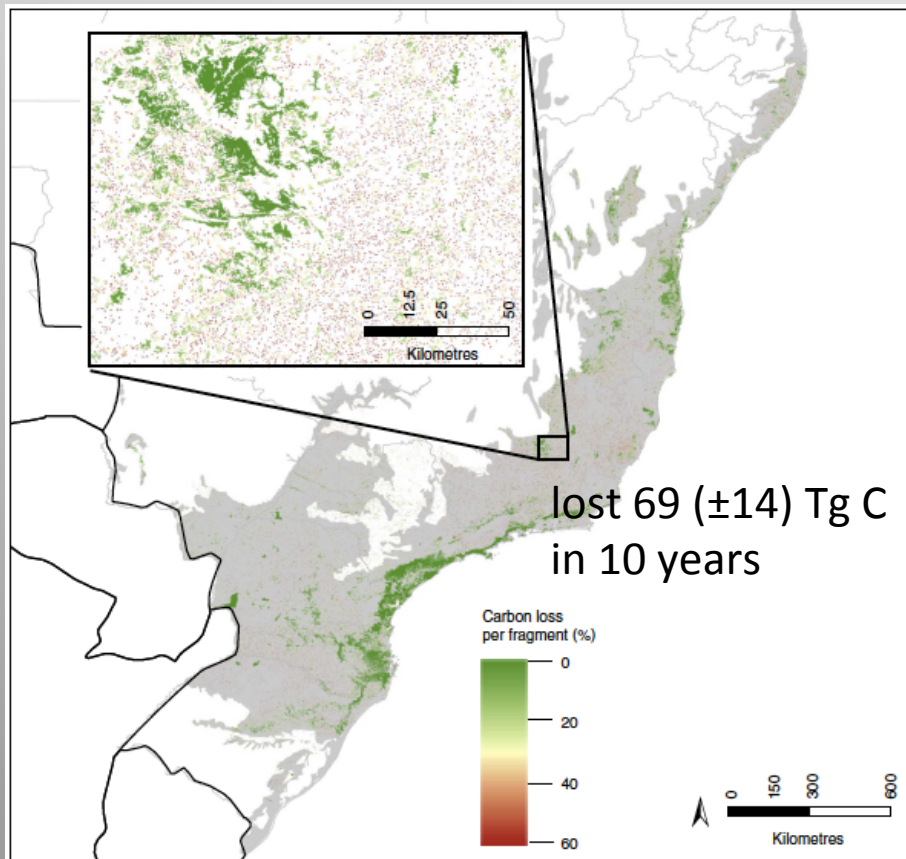 0
12.5
25
50
Kilometres
lost 69 (±14) Tg C
in 10 years
Carbon loss
per fragment (%)
0
20
40
60
0
150
300
600
Kilometres